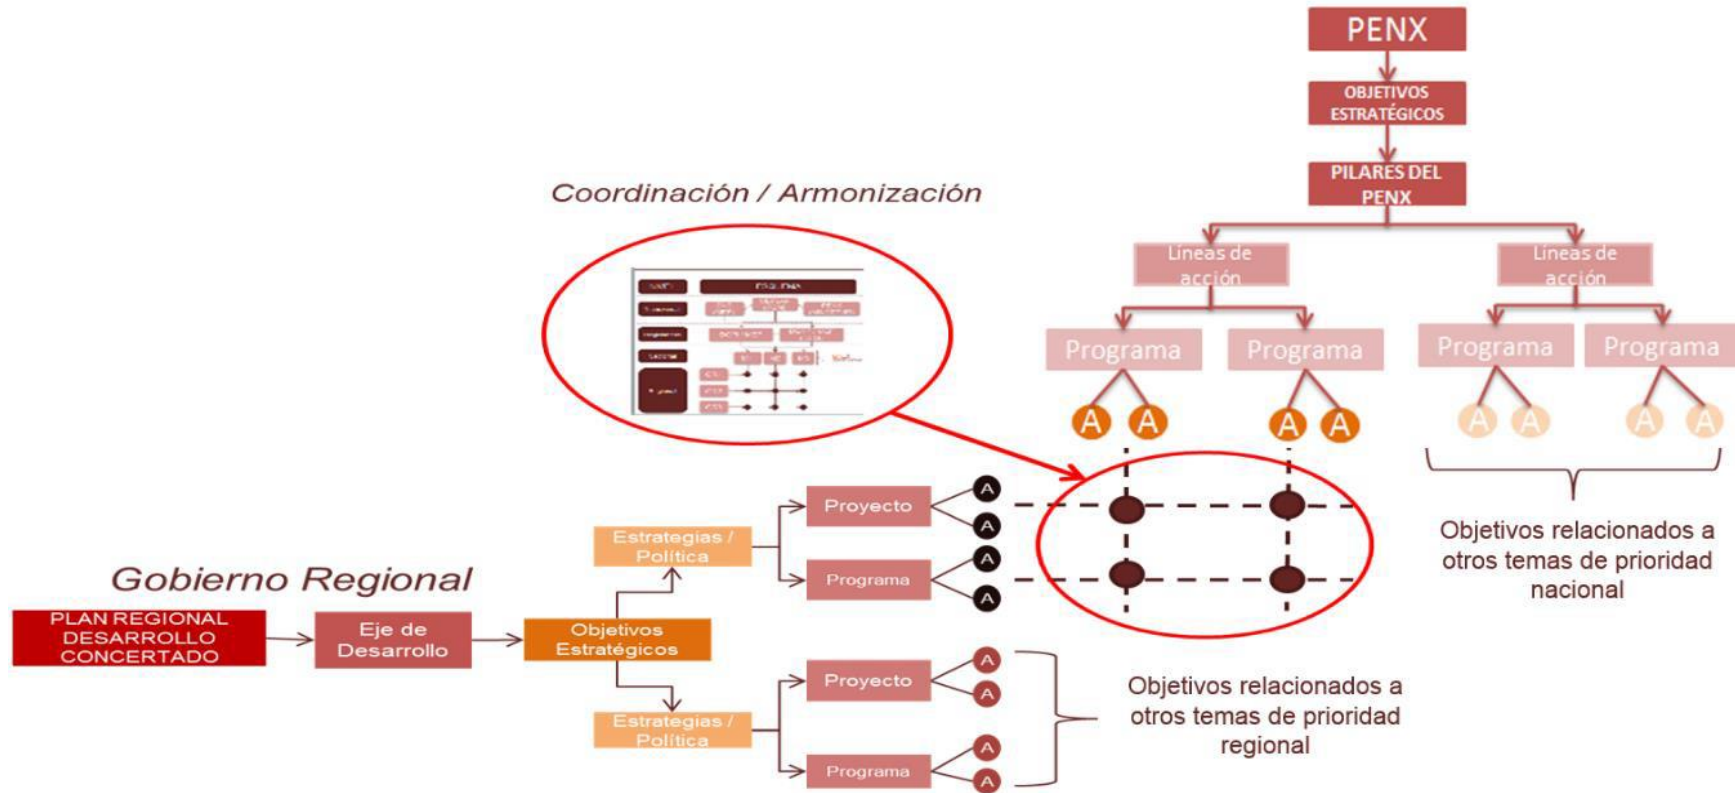 PENX
OBJETIVOS
ESTRATÉGICOS
PILARES DEL
PENX
Coordinación / Armonización
Líneas de
acción
Líneas de
acción
ESQUEMA
Programa
Programa
Programa
Programa
A
A
A
A
A
A
A
A
Objetivos relacionados a
otros temas de prioridad
nacional
Gobierno Regional
PLAN REGIONAL
DESARROLLO
CONCERTADO
Eje de
Desarrollo
Objetivos
Estratégicos
Estrategias /
Política
Proyecto
A
A
Programa
A
A
Estrategias /
Política
Proyecto
A
A
Programa
A
A
Objetivos relacionados a
otros temas de prioridad
regional